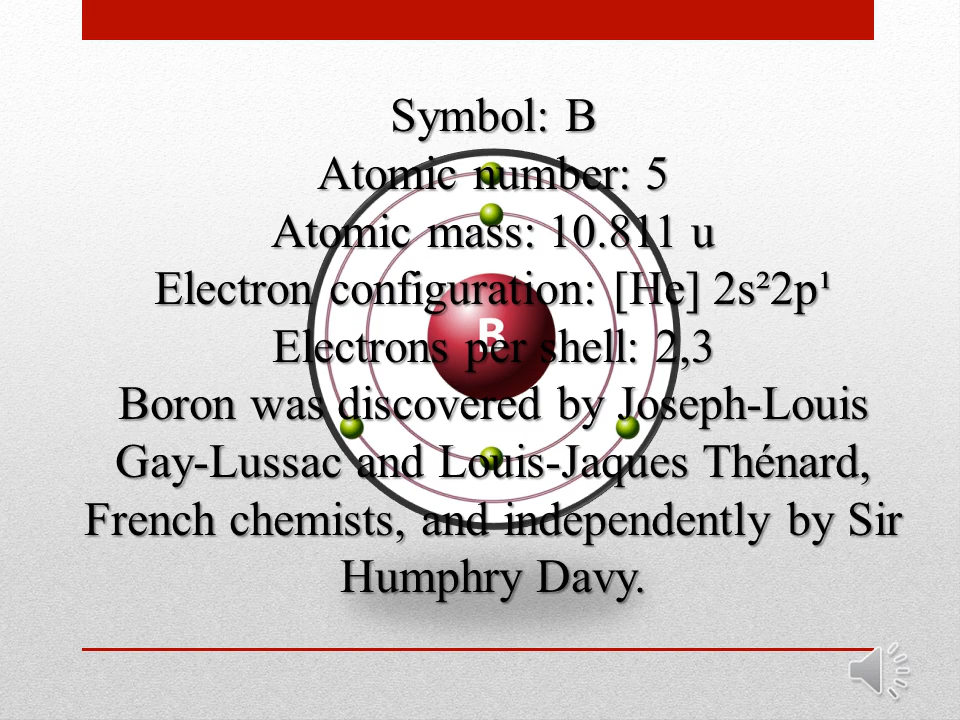 Symbol: B
Atomic number: 5
Atomic mass: 10.811 u
Electron configuration: [He] 2s²2p¹
B
Electrons per shell: 2,3
Boron was discovered by Joseph-Louis
Gay-Lussac and Louis-Jaques Thénard,
French chemists, and independently by Sir
Humphry Davy.